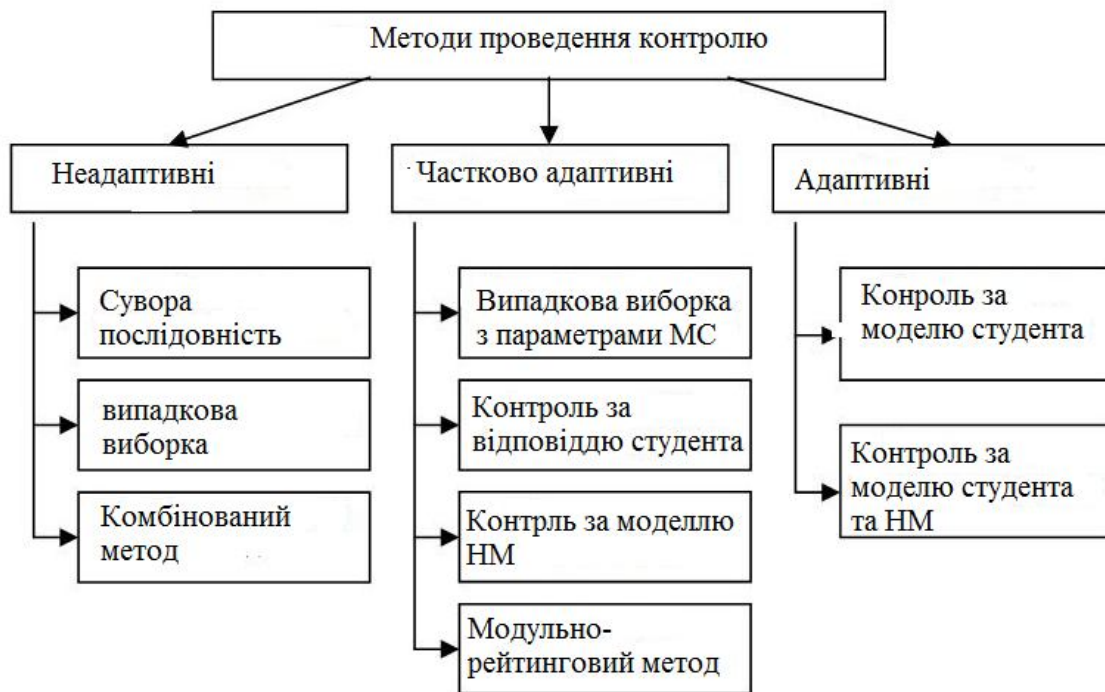 Методи проведення контролю
Неадаптивні
Частково адаптивні
Адаптивні
Сувора
послідовність
випадкова
виборка
Комбінований
метод
Випадкова виборка
з параметрами МС
Контроль за
відповіддю студента
Контрль за моделлю
НМ
Модульно-
рейтинговий метод
Конроль за
моделю студента
Контроль за
моделю студента
та НМ